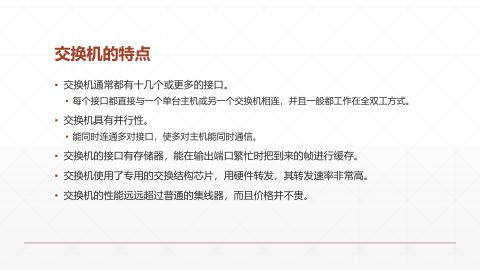 交换机的特点
• 交换机通常都有十几个或更多的接口。
• 每个接口都直接与一个单台主机或另一个交换机相连，并且一般都工作在全双工方式。
• 交换机具有并行性。
• 能同时连通多对接口，使多对主机能同时通信。
• 交换机的接口有存储器，能在输出端口繁忙时把到来的帧进行缓存。
• 交换机使用了专用的交换结构芯片，用硬件转发，其转发速率非常高。
• 交换机的性能远远超过普通的集线器，而且价格并不贵。